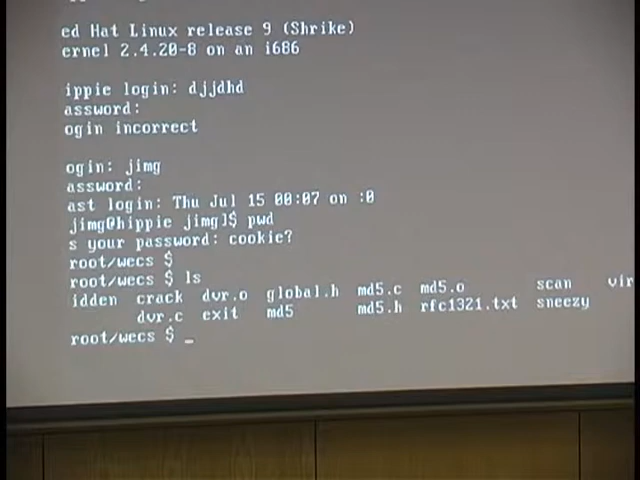 ed Hat Linux release 9 (Shrike)
ernel 2.4.20-8 on an i686
ippie login: djjdhd
assword:
ogin incorrect
ogin: jimg
assword:
ast login: Thu Jul 15 00:07 on :0
jimg@hippie jimg]$ pwd
s your password: cookie?
root/wecs $
root/wecs $ ls
idden crack dvr.o global.h md5.c md5.o scan vir
dvr.c exit md5 md5.h rfc1321.txt sneezy
root/wecs $ _